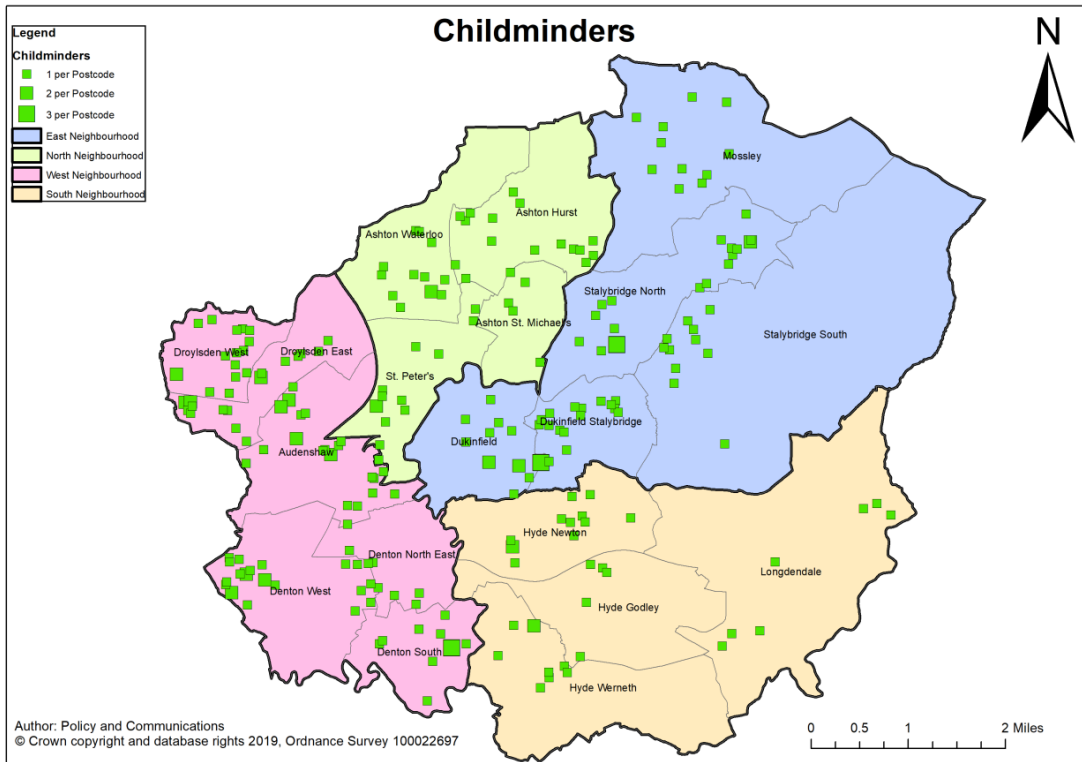 Childminders
N
Legend
Childminders
1 per Postcode
2 per Postcode
3 per Postcode
East Neighbourhood
North Neighbourhood
West Neighbourhood
South Neighbourhood
Mossley
Ashton Hurst
Ashton Waterloo
Stalybridge North
Ashton St. Michael's
Stalybridge South
Droylsden West
Droylsden East
St. Peter's
Dukinfield Stalybridge
Dukinfield
Audenshaw
Hyde Newton
Denton North East
Longdendale
Denton West
Hyde Godley
Denton South
Hyde Werneth
Author: Policy and Communications
© Crown copyright and database rights 2019, Ordnance Survey 100022697
0 0.5 1 2 Miles